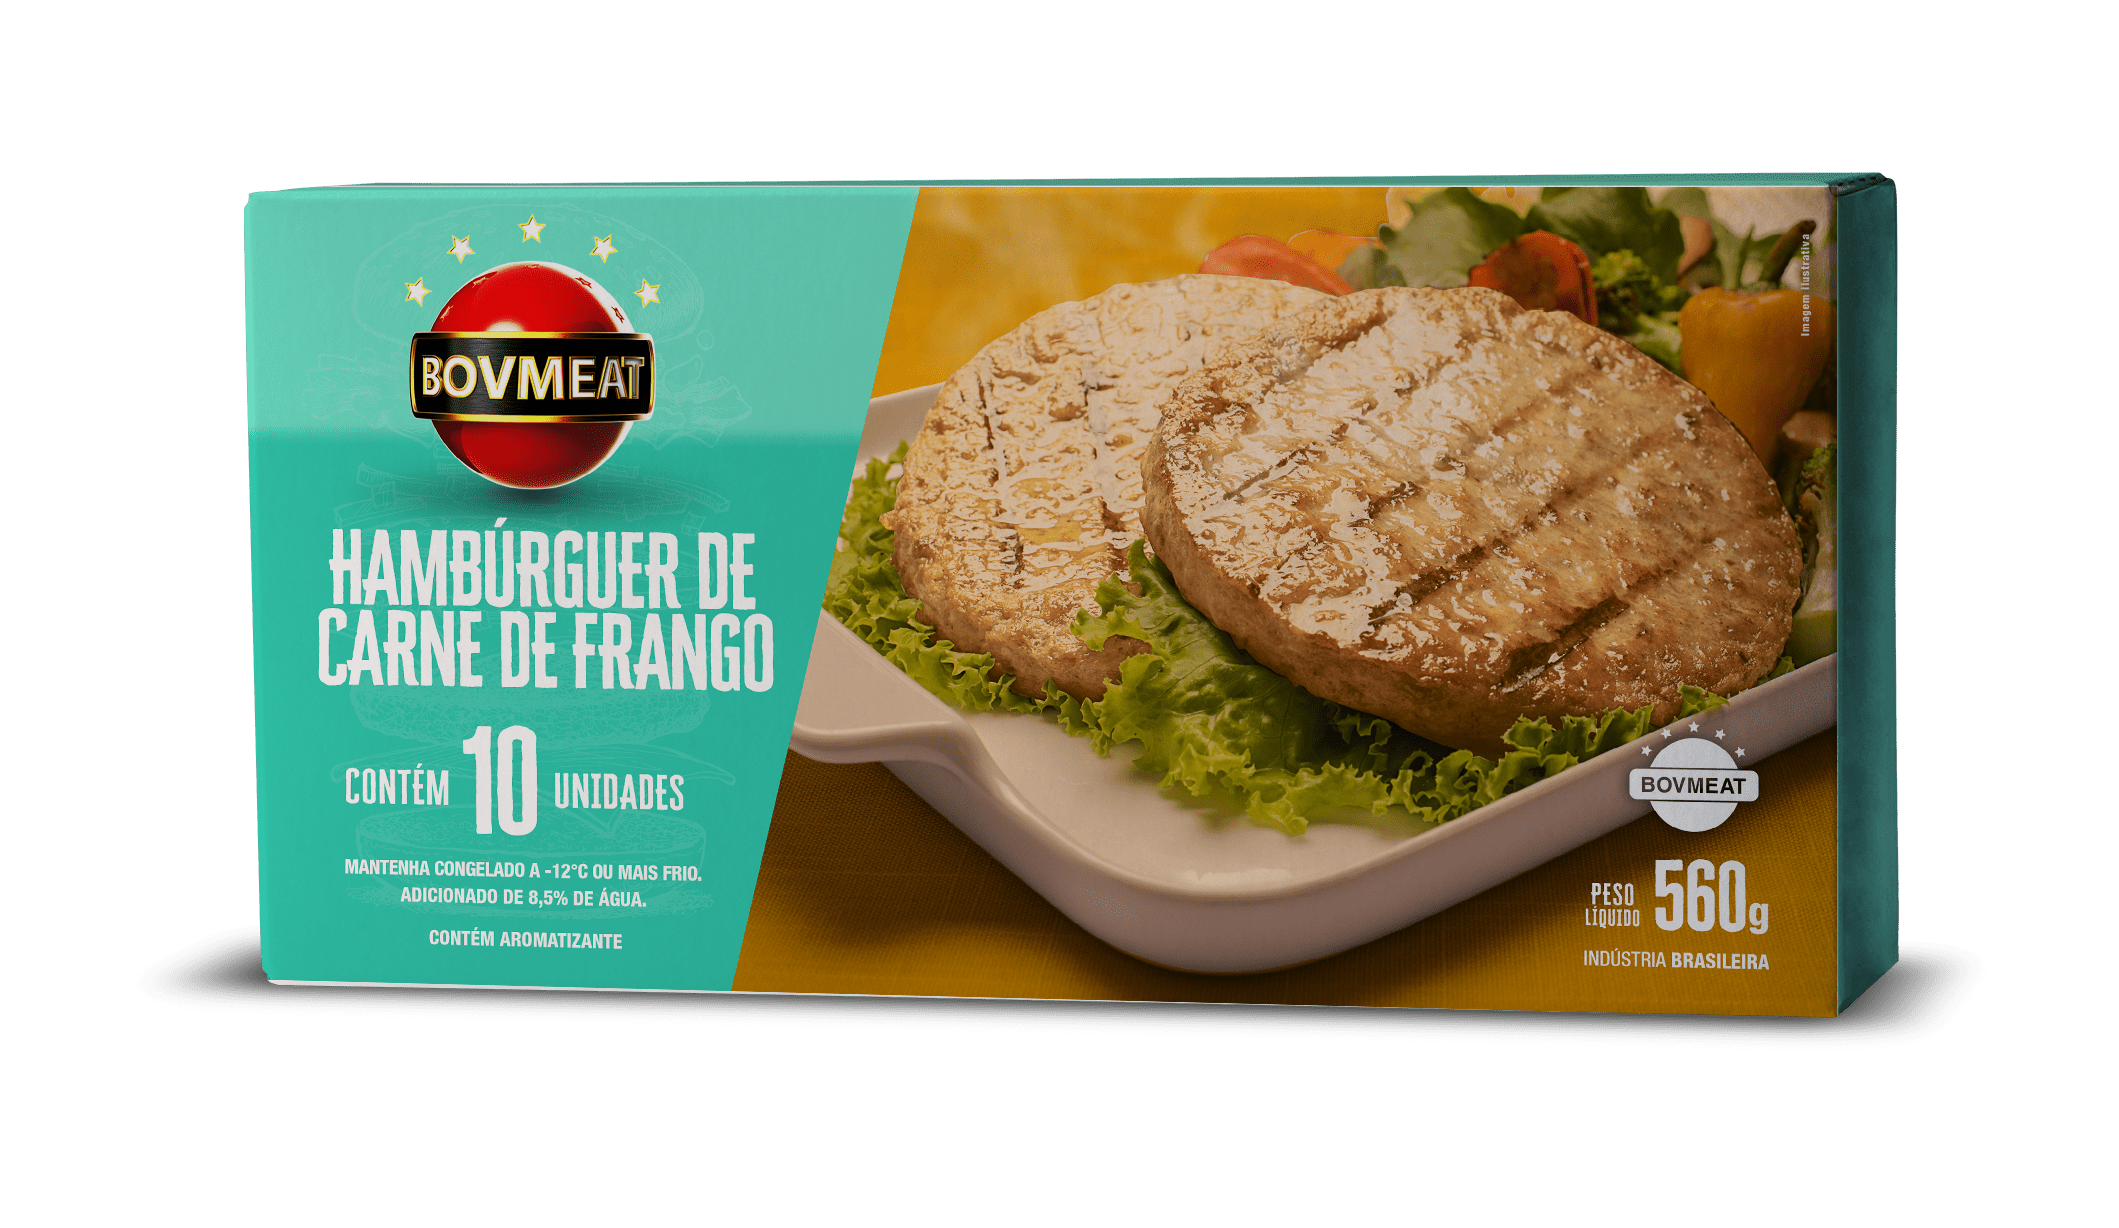 BOVMEAT
HAMBÚRGUER DE
CARNE DE FRANGO
CONTÉM 10 UNIDADES
MANTENHA CONGELADO A -12°C OU MAIS FRIO.
ADICIONADO DE 8,5% DE ÁGUA.
CONTÉM AROMATIZANTE
Imagem Ilustrativa
BOVMEAT
PESO
LÍQUIDO 560g
INDÚSTRIA BRASILEIRA